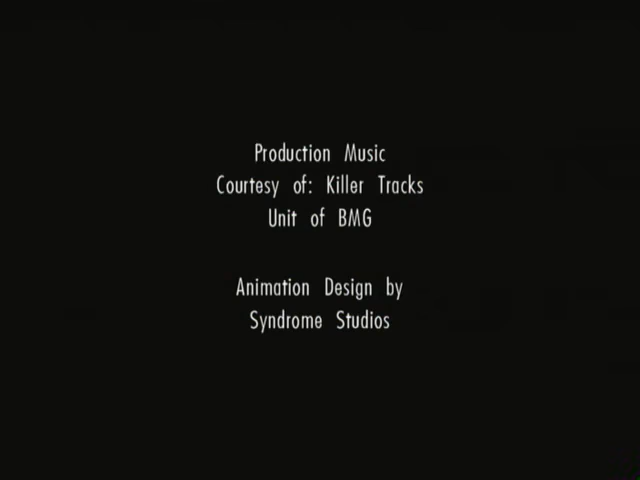 Production Music
Courtesy of: Killer Tracks
Unit of BMG
Animation Design by
Syndrome Studios